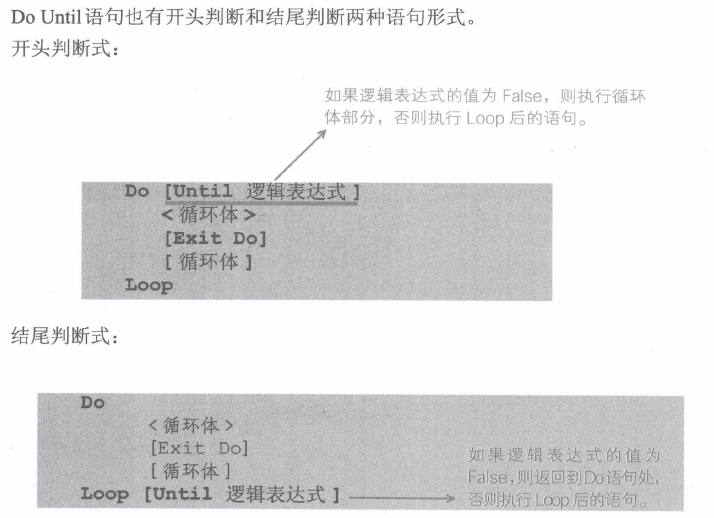 Do Until语句也有开头判断和结尾判断两种语句形式。
开头判断式：
如果逻辑表达式的值为 False，则执行循环
体部分，否则执行 Loop 后的语句。
Do [Until 逻辑表达式]
<循环体>
[Exit Do]
[循环体]
Loop
结尾判断式：
Do
<循环体>
[Exit Do]
[循环体]
Loop [Until 逻辑表达式]
如果逻辑表达式的值为
False，则返回到Do语句处，
否则执行 Loop 后的语句。